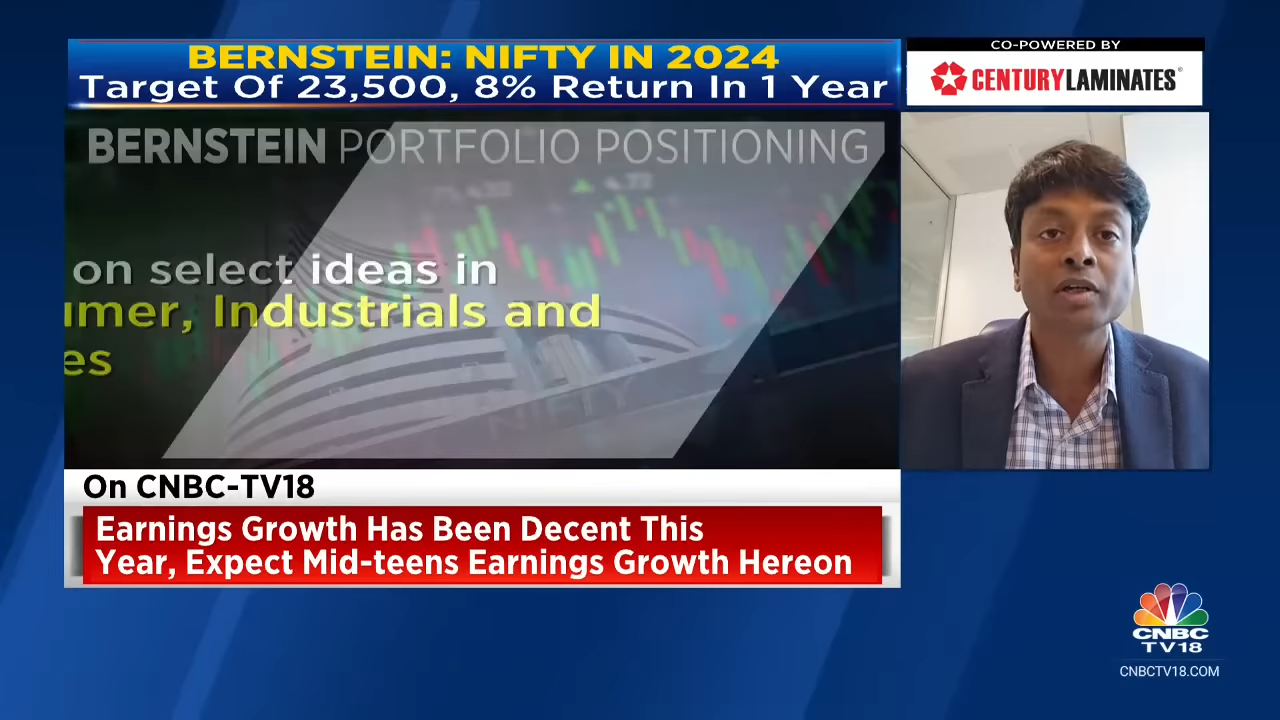 BERNSTEIN: NIFTY IN 2024
Target Of 23,500, 8% Return In 1 Year
CO-POWERED BY
CENTURYLAMINATES®
BERNSTEIN PORTFOLIO POSITIONING
on select ideas in
umer, Industrials and
es
On CNBC-TV18
Earnings Growth Has Been Decent This
Year, Expect Mid-teens Earnings Growth Hereon
CNBC
TV18
CNBCTV18.COM